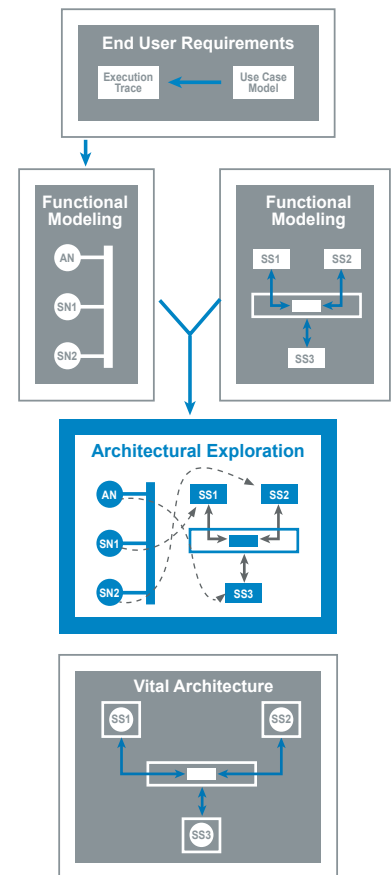 End User Requirements
Execution
Trace
Use Case
Model
Functional
Modeling
AN
SN1
SN2
Functional
Modeling
SS1
SS2
SS3
Architectural Exploration
AN
SN1
SN2
SS1
SS2
SS3
Vital Architecture
SS1
SS2
SS3